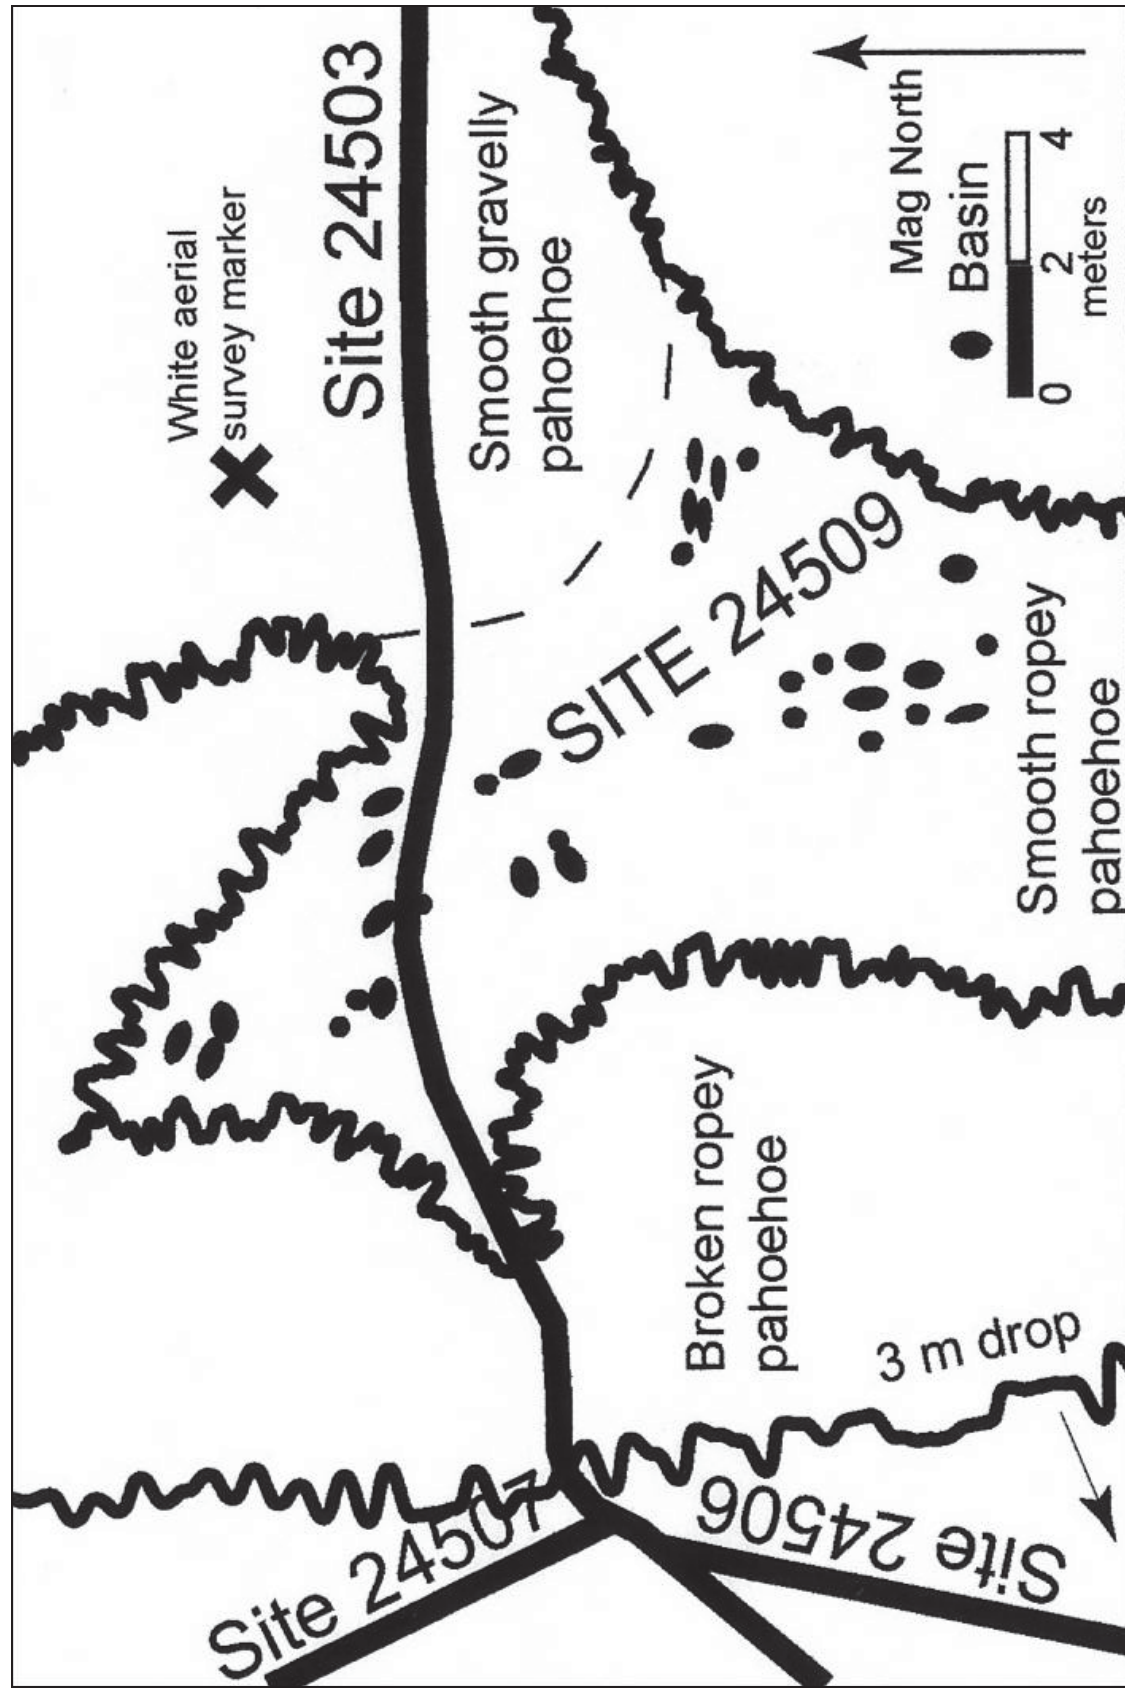 White aerial
survey marker
Site 24503
Smooth gravelly
pahoehoe
Mag North
Basin
0 2 4
meters
SITE 24509
Smooth ropey
pahoehoe
Broken ropey
pahoehoe
3 m drop
Site 24507
Site 24506